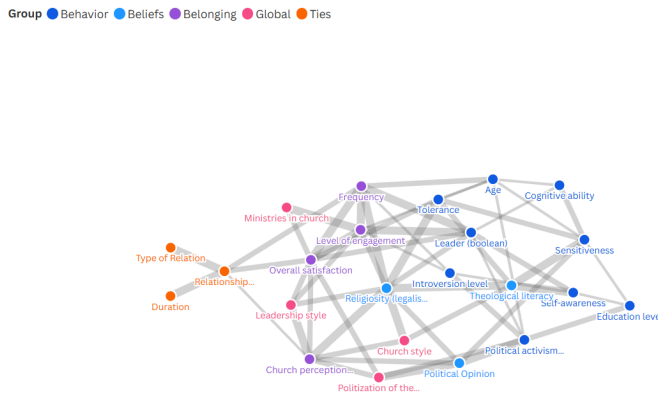 Group Behavior Beliefs Belonging Global Ties
Age
Cognitive ability
Frequency
Tolerance
Ministries in church
Level of engagement
Leader (boolean)
Sensitiveness
Type of Relation
Overall satisfaction
Relationship...
Introversion level
Religiosity (legalis...
Theological literacy
Self-awareness
Duration
Leadership style
Education leve
Church style
Political activism...
Church perception...
Political Opinion
Politization of the...